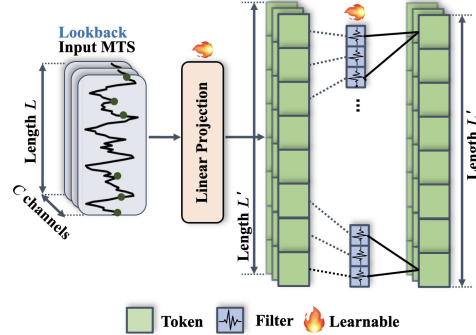 Lookback
Input MTS
Length L
C channels
Linear Projection
Length L'
...
Length L'
Token
Filter
Learnable